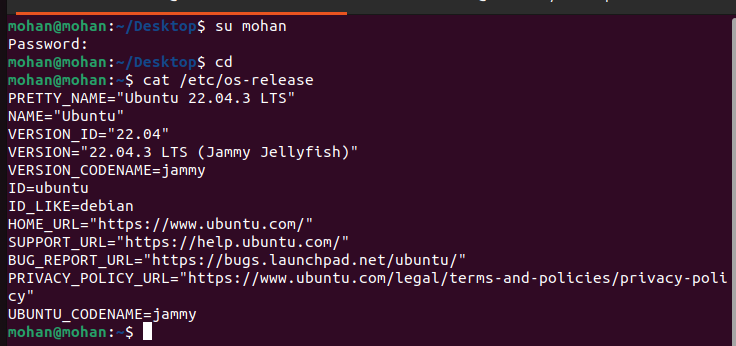 mohan@mohan:~/Desktop$ su mohan
Password:
mohan@mohan:~/Desktop$ cd
mohan@mohan:~$ cat /etc/os-release
PRETTY_NAME="Ubuntu 22.04.3 LTS"
NAME="Ubuntu"
VERSION_ID="22.04"
VERSION="22.04.3 LTS (Jammy Jellyfish)"
VERSION_CODENAME=jammy
ID=ubuntu
ID_LIKE=debian
HOME_URL="https://www.ubuntu.com/"
SUPPORT_URL="https://help.ubuntu.com/"
BUG_REPORT_URL="https://bugs.launchpad.net/ubuntu/"
PRIVACY_POLICY_URL="https://www.ubuntu.com/legal/terms-and-policies/privacy-poli
cy"
UBUNTU_CODENAME=jammy
mohan@mohan:~$